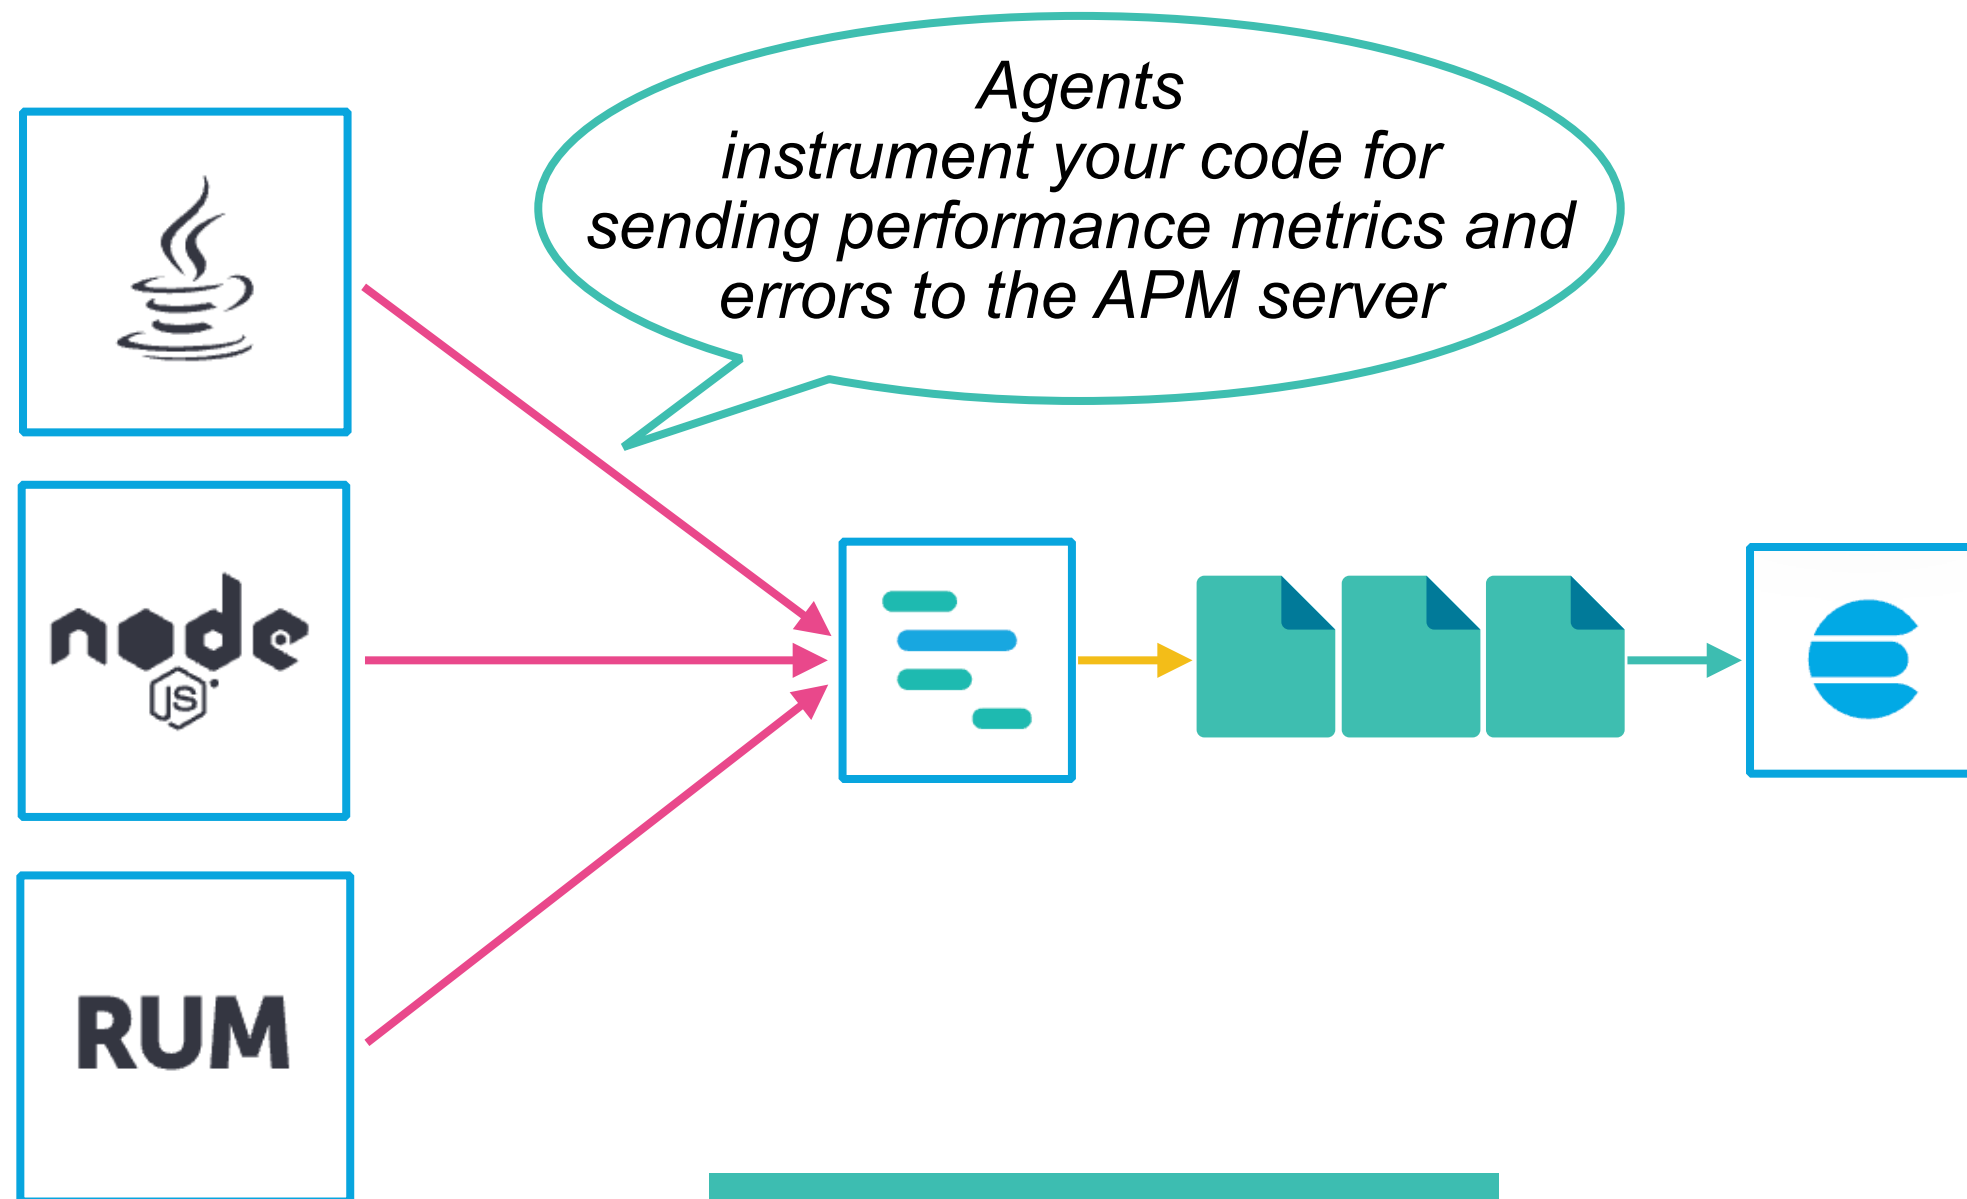 Agents
instrument your code for
sending performance metrics and
errors to the APM server
node
JS
RUM